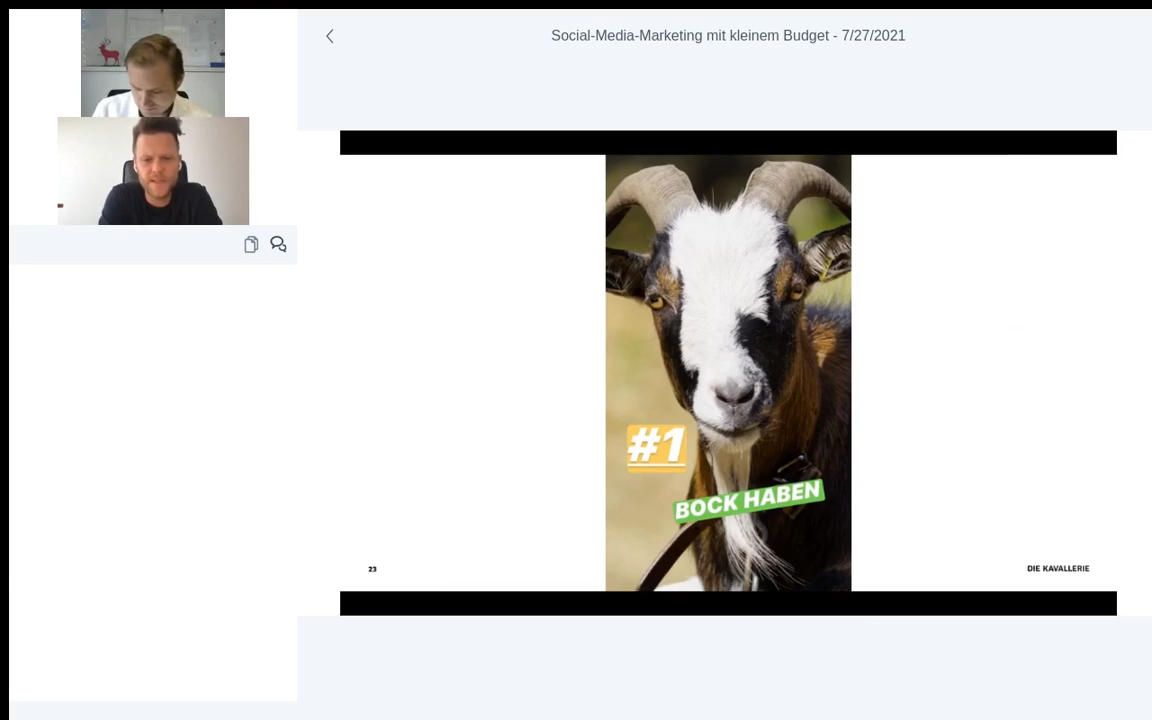 Social-Media-Marketing mit kleinem Budget - 7/27/2021
#1
BOCK HABEN
23
DIE KAVALLERIE